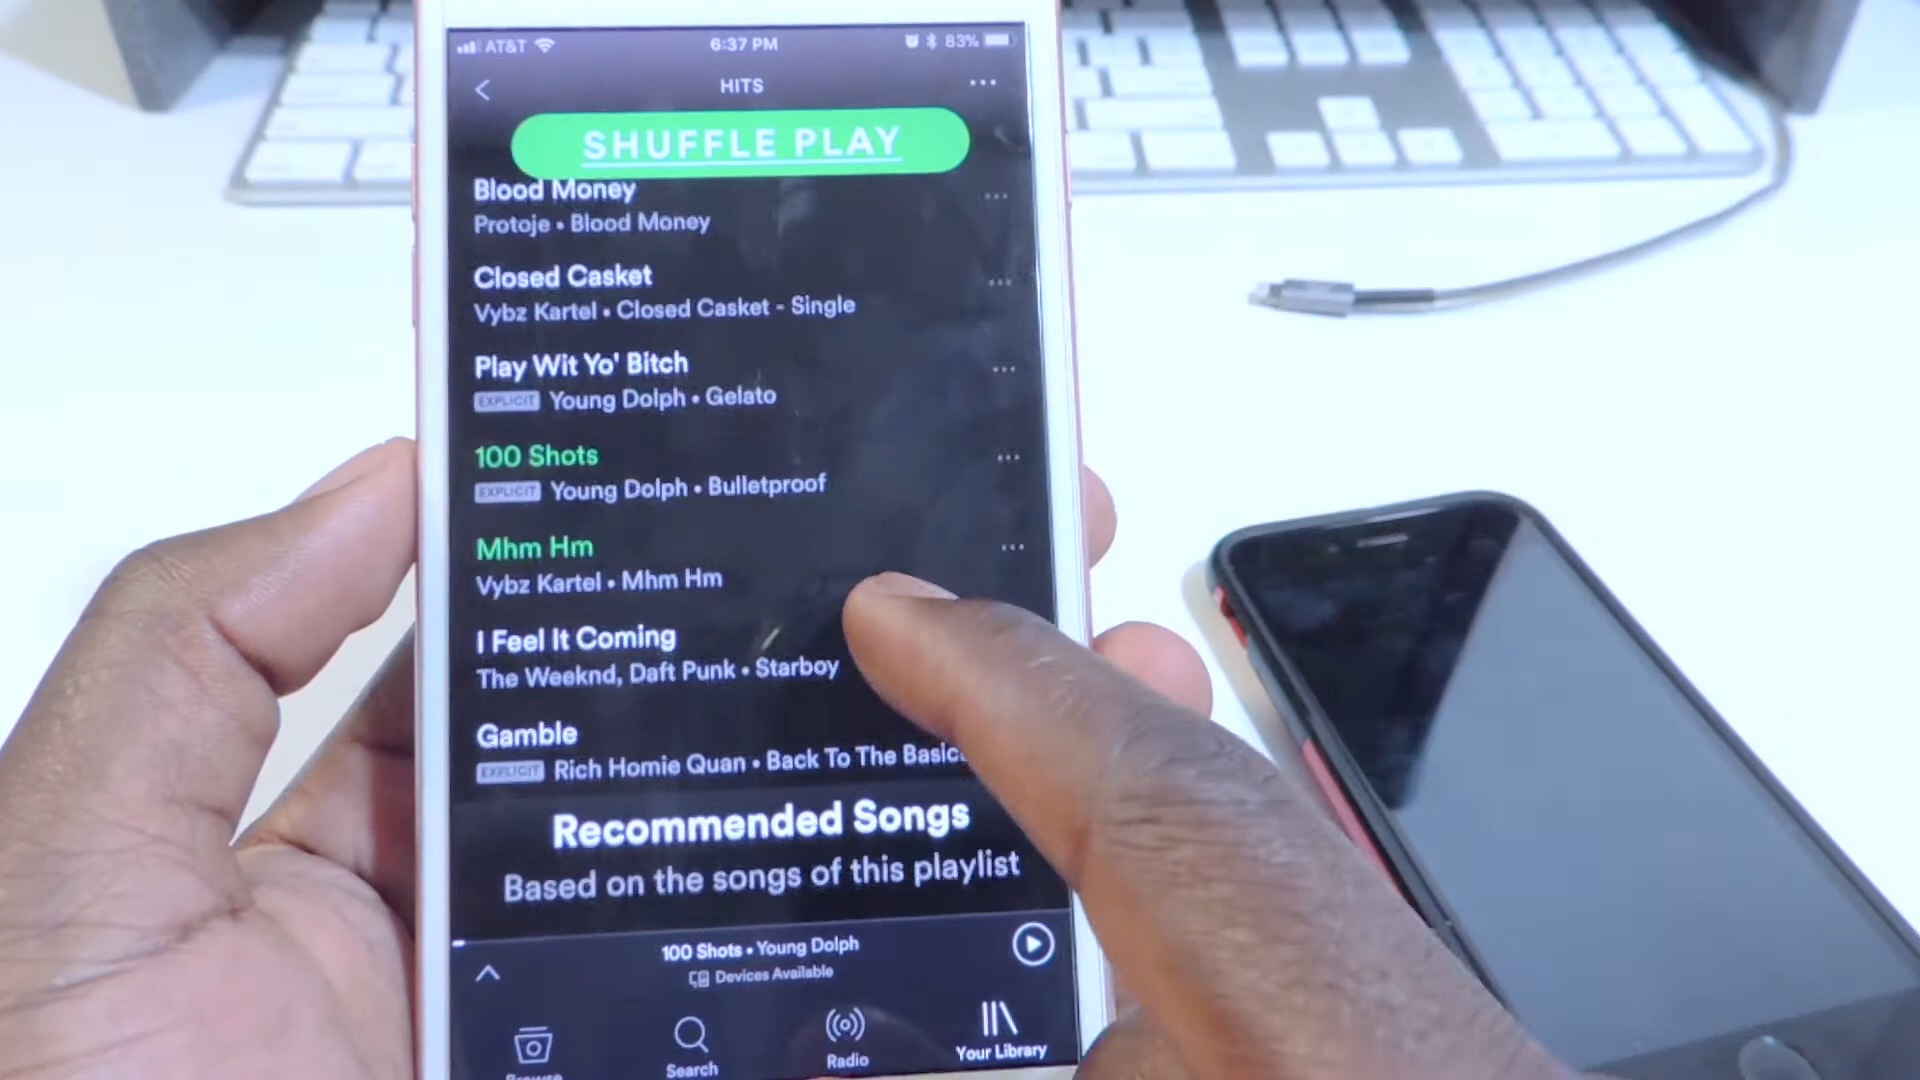 AT&T 6:37 PM 83%
HITS
SHUFFLE PLAY
Blood Money
Protoje • Blood Money
Closed Casket
Vybz Kartel • Closed Casket - Single
Play Wit Yo' Bitch
EXPLICIT Young Dolph • Gelato
100 Shots
EXPLICIT Young Dolph • Bulletproof
Mhm Hm
Vybz Kartel • Mhm Hm
I Feel It Coming
The Weeknd, Daft Punk • Starboy
Gamble
EXPLICIT Rich Homie Quan • Back To The Basics
Recommended Songs
Based on the songs of this playlist
100 Shots • Young Dolph
Devices Available
Browse Search Radio Your Library